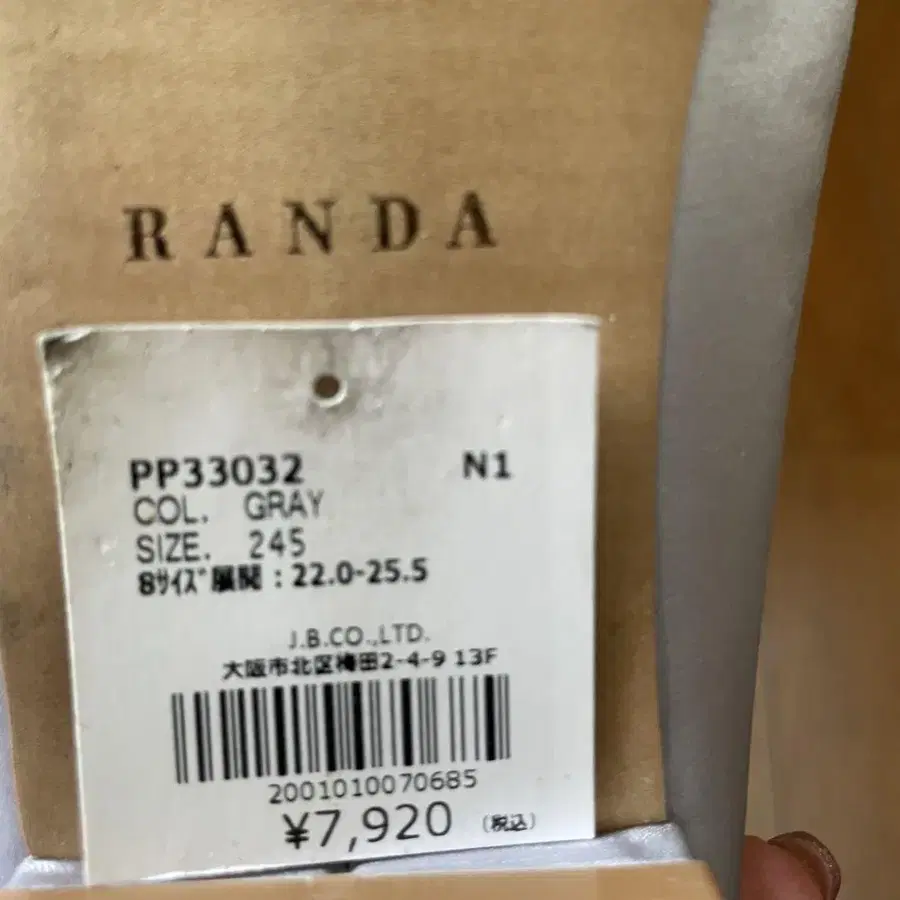 RANDA
PP33032 N1
COL. GRAY
SIZE. 245
8ｻｲｽﾞ展開：22.0-25.5
J.B.CO.,LTD.
大阪市北区梅田2-4-9 13F
2001010070685
¥7,920 (税込)